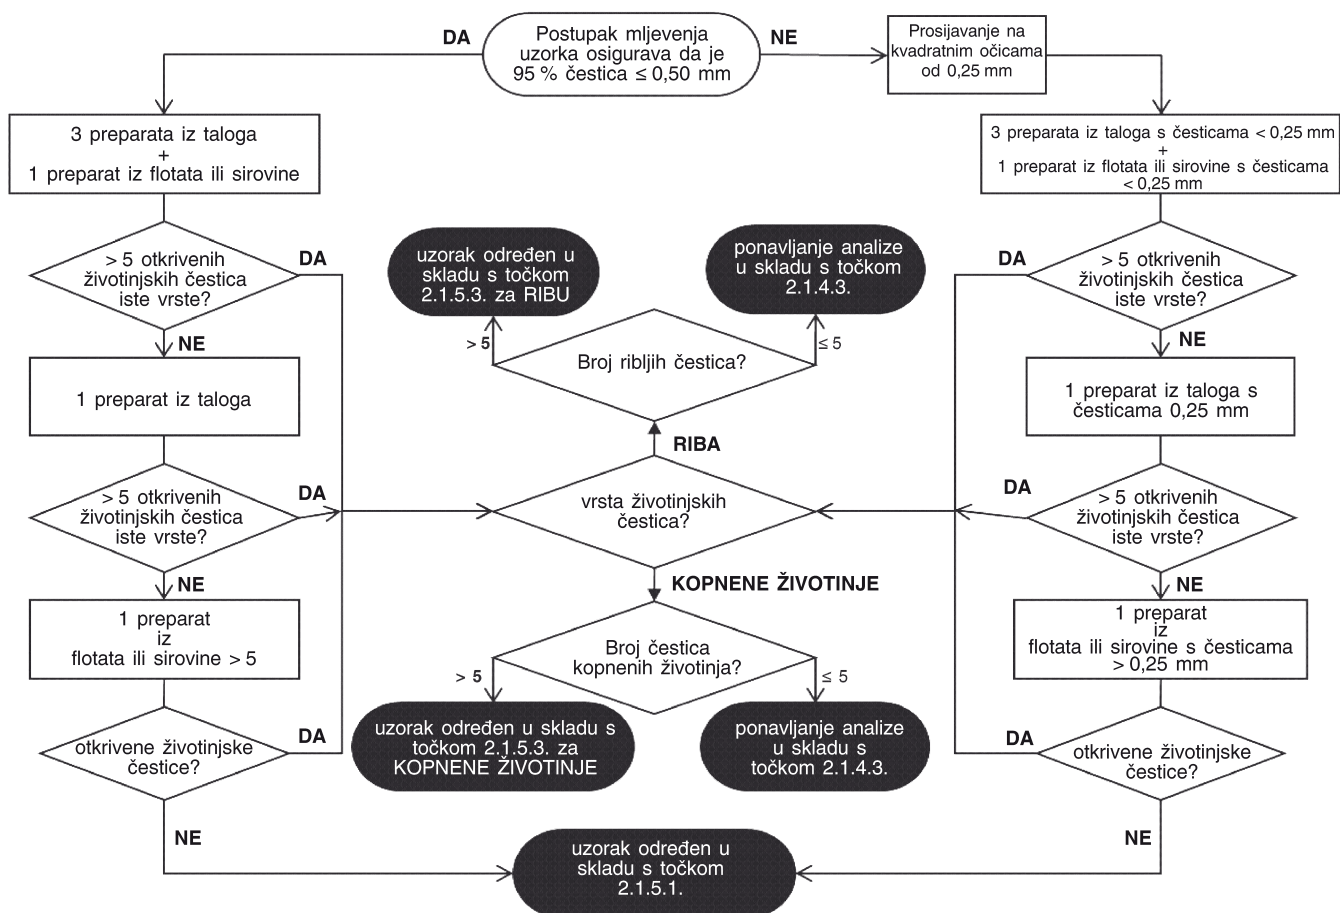 DA
Postupak mljevenja
uzorka osigurava da je
95 % čestica ≤ 0,50 mm
NE
Prosijavanje na
kvadratnim očicama
od 0,25 mm
3 preparata iz taloga
+
1 preparat iz flotata ili sirovine
3 preparata iz taloga s česticama < 0,25 mm
+
1 preparat iz flotata ili sirovine s česticama
< 0,25 mm
> 5 otkrivenih
životinjskih čestica
iste vrste?
DA
NE
uzorak određen u
skladu s točkom
2.1.5.3. za RIBU
ponavljanje analize
u skladu s točkom
2.1.4.3.
DA
> 5 otkrivenih
životinjskih čestica
iste vrste?
NE
> 5
Broj ribljih čestica?
≤ 5
1 preparat iz taloga
1 preparat iz taloga s
česticama 0,25 mm
RIBA
> 5 otkrivenih
životinjskih čestica
iste vrste?
DA
NE
vrsta životinjskih
čestica?
DA
> 5 otkrivenih
životinjskih čestica
iste vrste?
NE
KOPNENE ŽIVOTINJE
1 preparat
iz
flotata ili sirovine > 5
Broj čestica
kopnenih životinja?
> 5
≤ 5
1 preparat
iz
flotata ili sirovine s česticama
> 0,25 mm
otkrivene životinjske
čestice?
DA
NE
uzorak određen u skladu s
točkom 2.1.5.3. za
KOPNENE ŽIVOTINJE
ponavljanje analize
u skladu s
točkom 2.1.4.3.
DA
otkrivene životinjske
čestice?
NE
uzorak određen u
skladu s točkom
2.1.5.1.